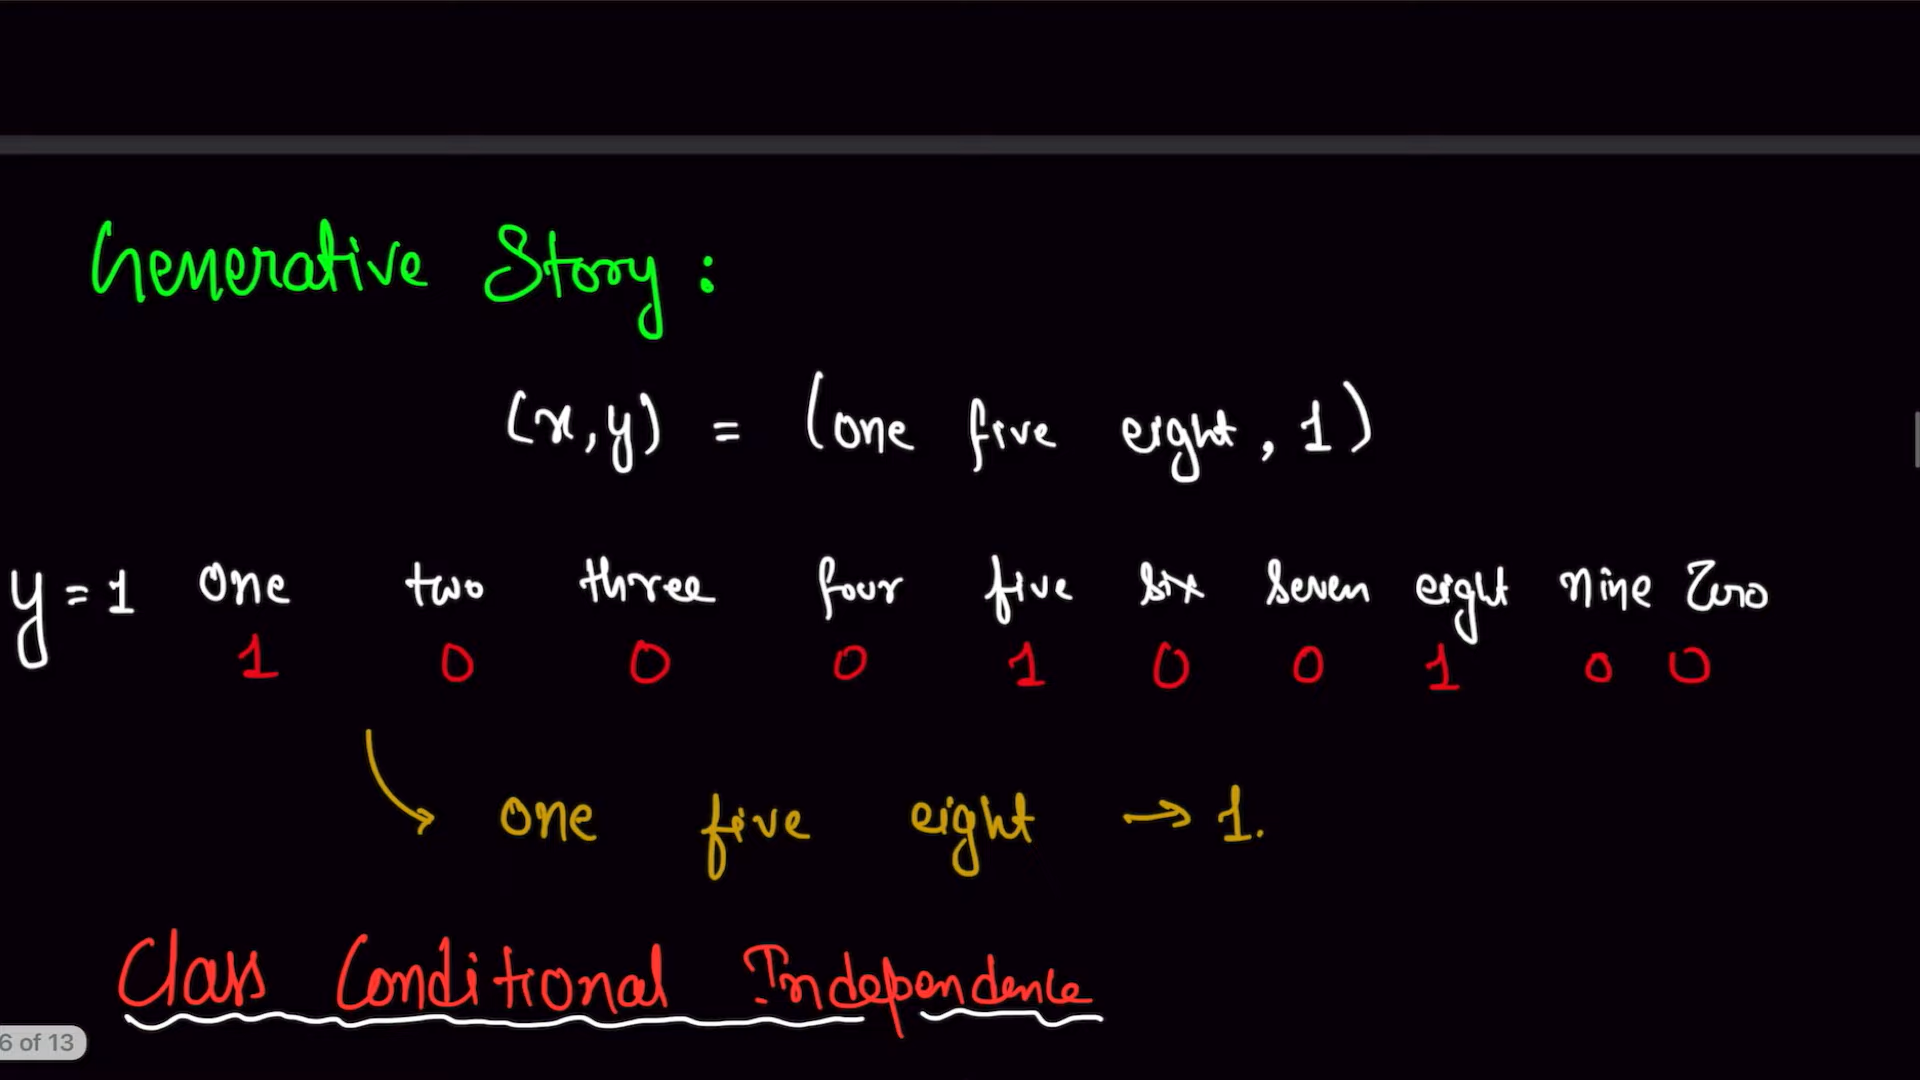 Generative Story :
(x, y) = (one five eight, 1)
y = 1 One two three four five six seven eight nine Zero
1 0 0 0 1 0 0 1 0 0
one five eight → 1.
Class Conditional Independence
6 of 13